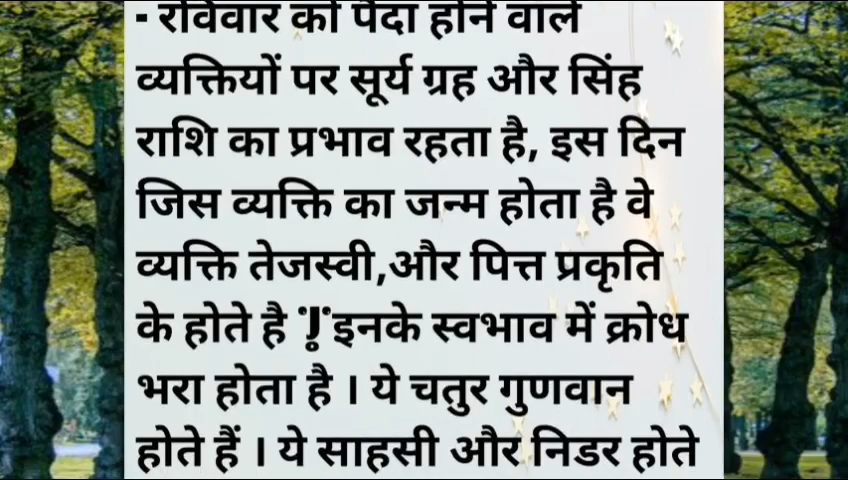 - रविवार को पैदा होने वाले
व्यक्तियों पर सूर्य ग्रह और सिंह
राशि का प्रभाव रहता है, इस दिन
जिस व्यक्ति का जन्म होता है वे
व्यक्ति तेजस्वी,और पित्त प्रकृति
के होते है इनके स्वभाव में क्रोध
भरा होता है । ये चतुर गुणवान
होते हैं । ये साहसी और निडर होते